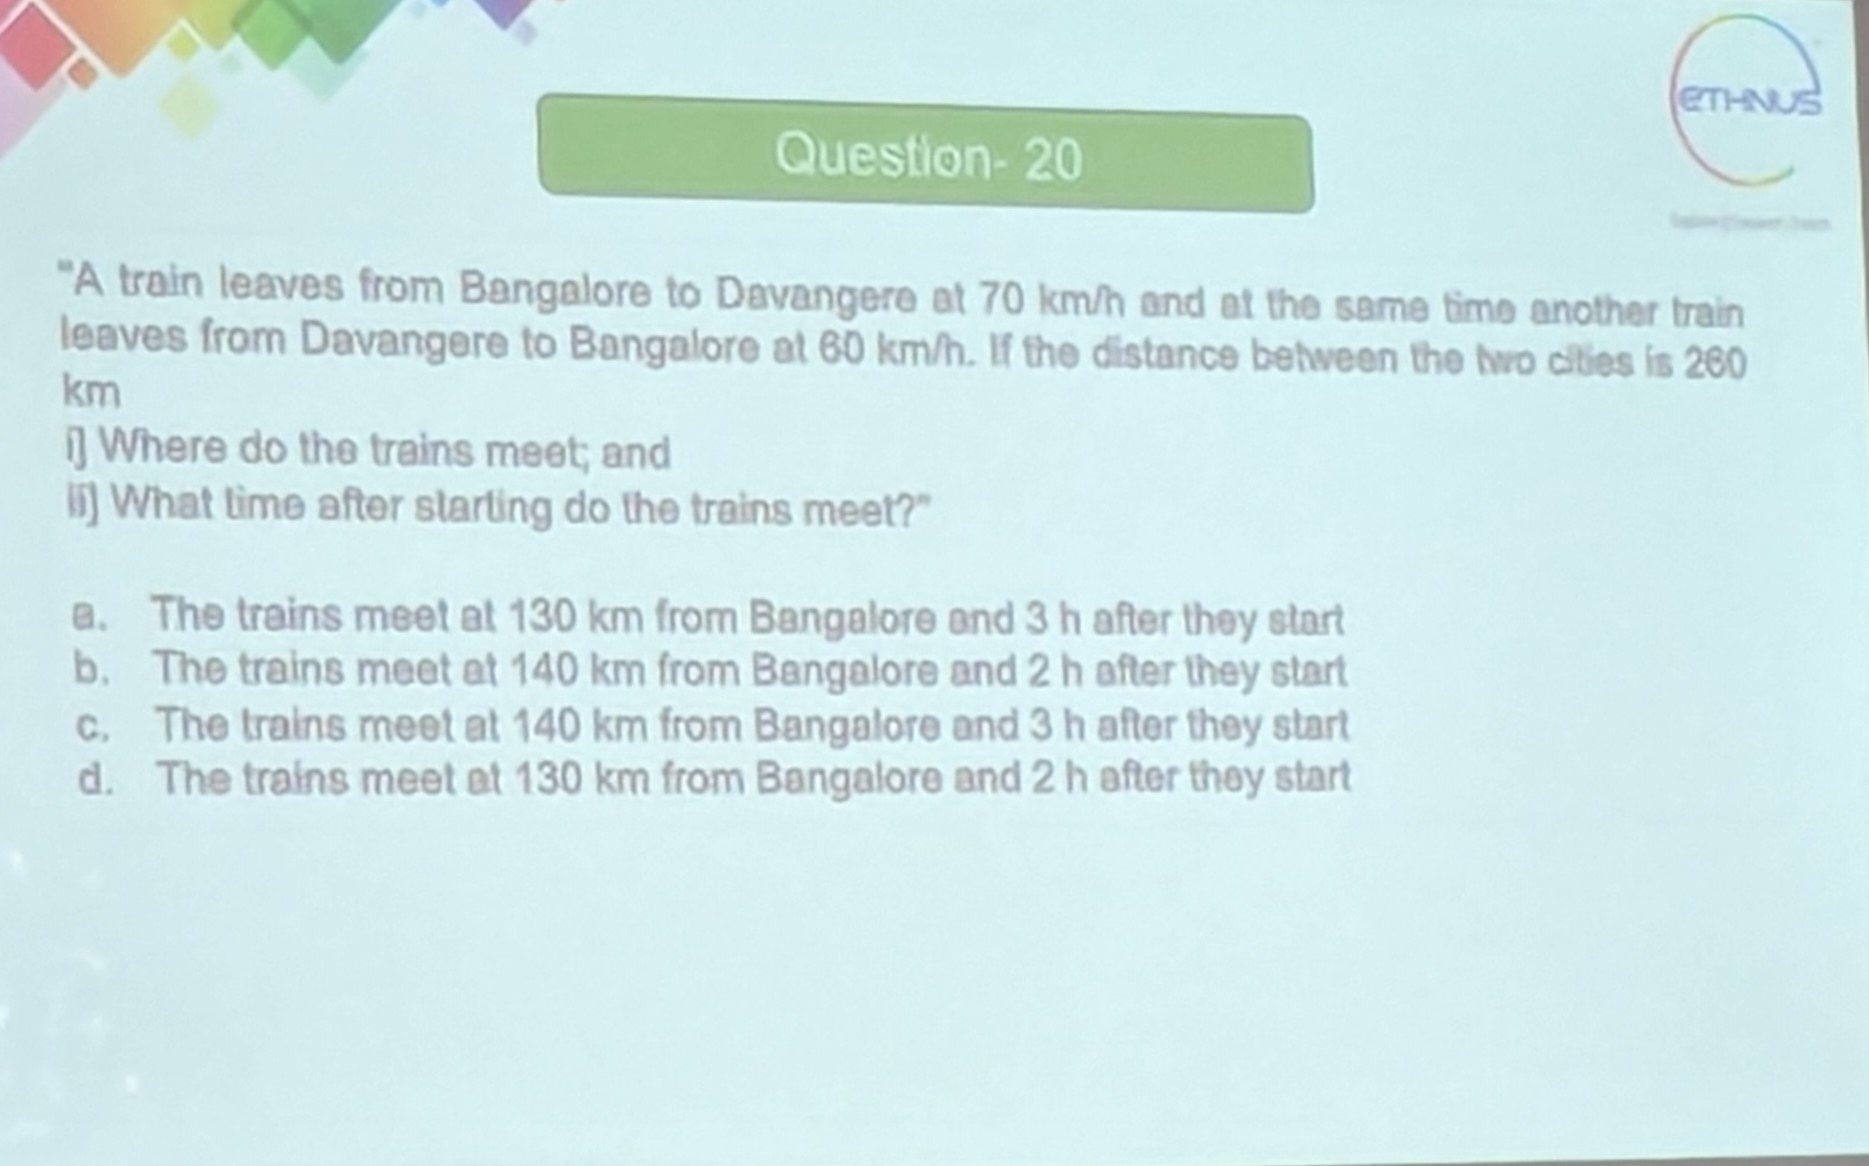 ETHNUS
Question- 20
"A train leaves from Bangalore to Davangere at 70 km/h and at the same time another train
leaves from Davangere to Bangalore at 60 km/h. If the distance between the two cities is 260
km
i] Where do the trains meet; and
ii] What time after starting do the trains meet?"
a. The trains meet at 130 km from Bangalore and 3 h after they start
b. The trains meet at 140 km from Bangalore and 2 h after they start
c. The trains meet at 140 km from Bangalore and 3 h after they start
d. The trains meet at 130 km from Bangalore and 2 h after they start